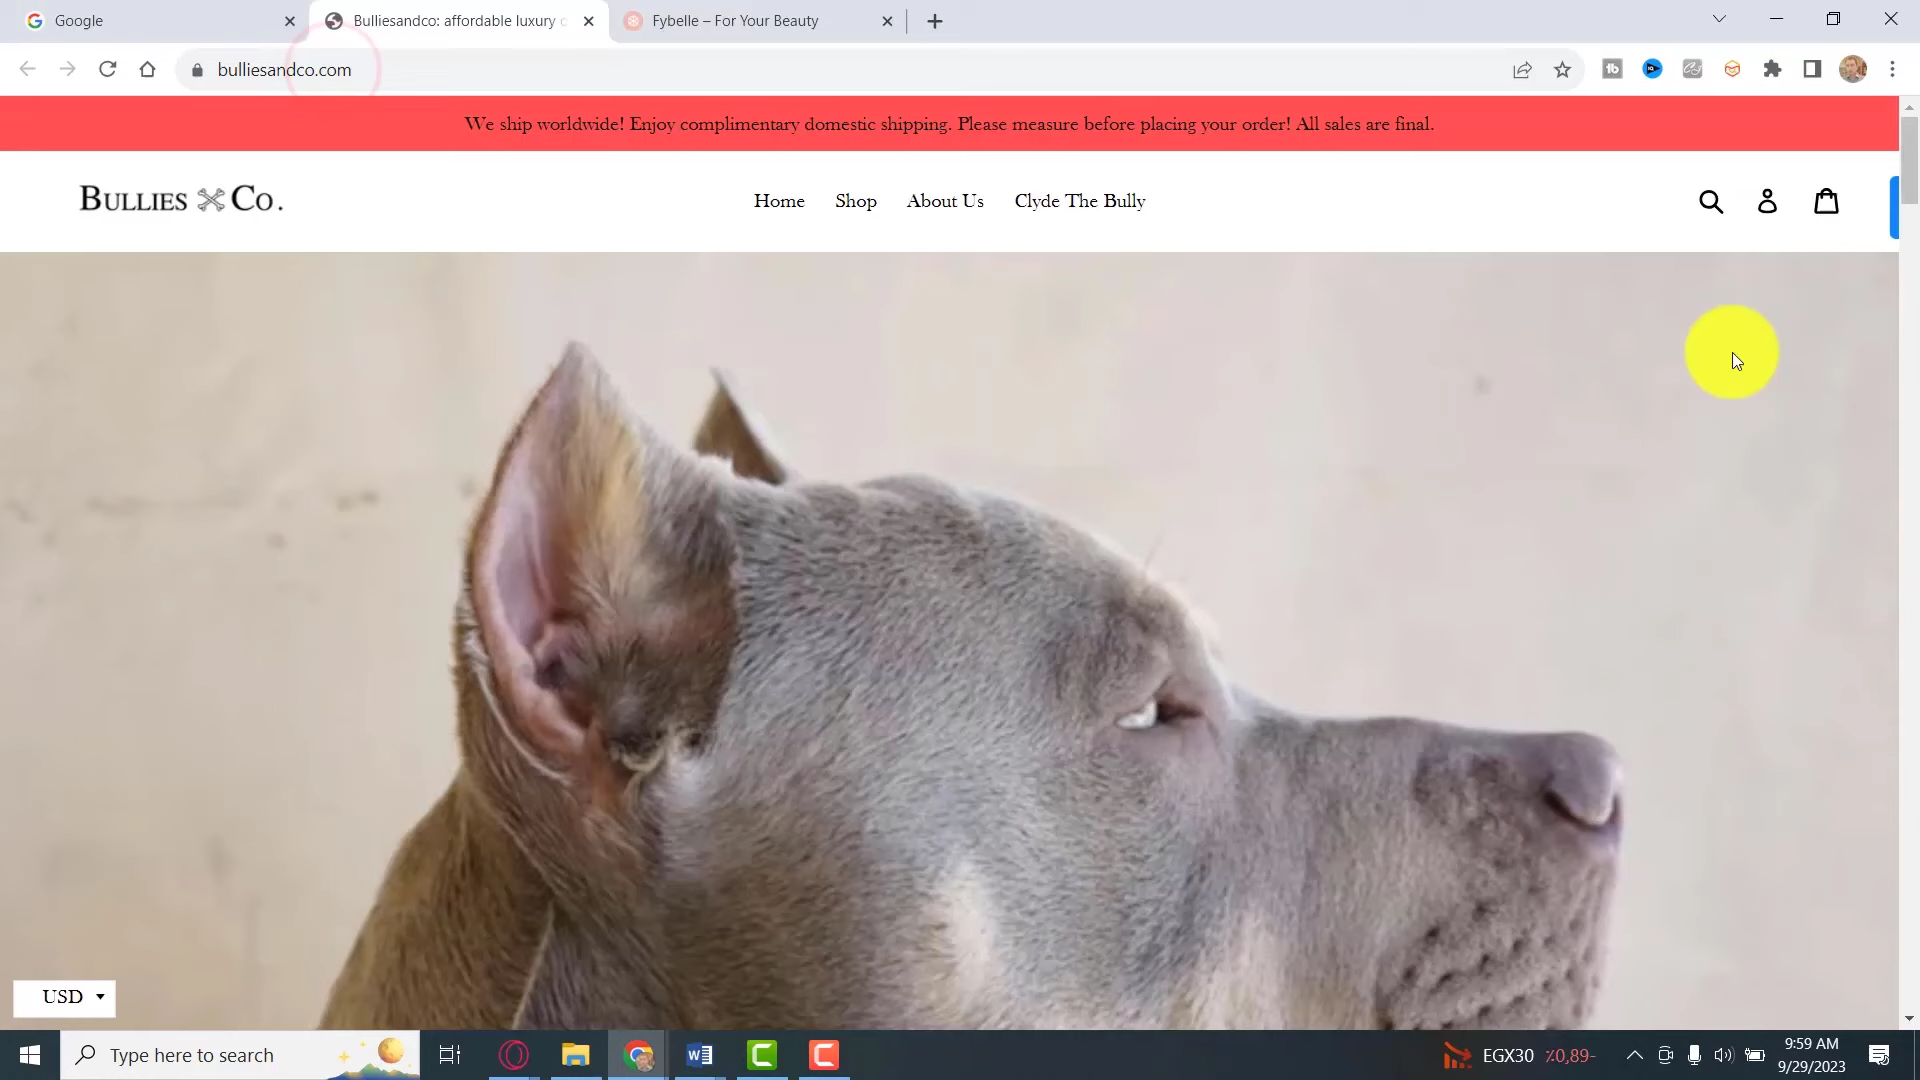 Google
Bulliesandco: affordable luxury
Fybelle – For Your Beauty
bulliesandco.com
We ship worldwide! Enjoy complimentary domestic shipping. Please measure before placing your order! All sales are final.
BULLIES CO.
Home
Shop
About Us
Clyde The Bully
USD
Type here to search
EGX30
٪0,89-
9:59 AM
9/29/2023